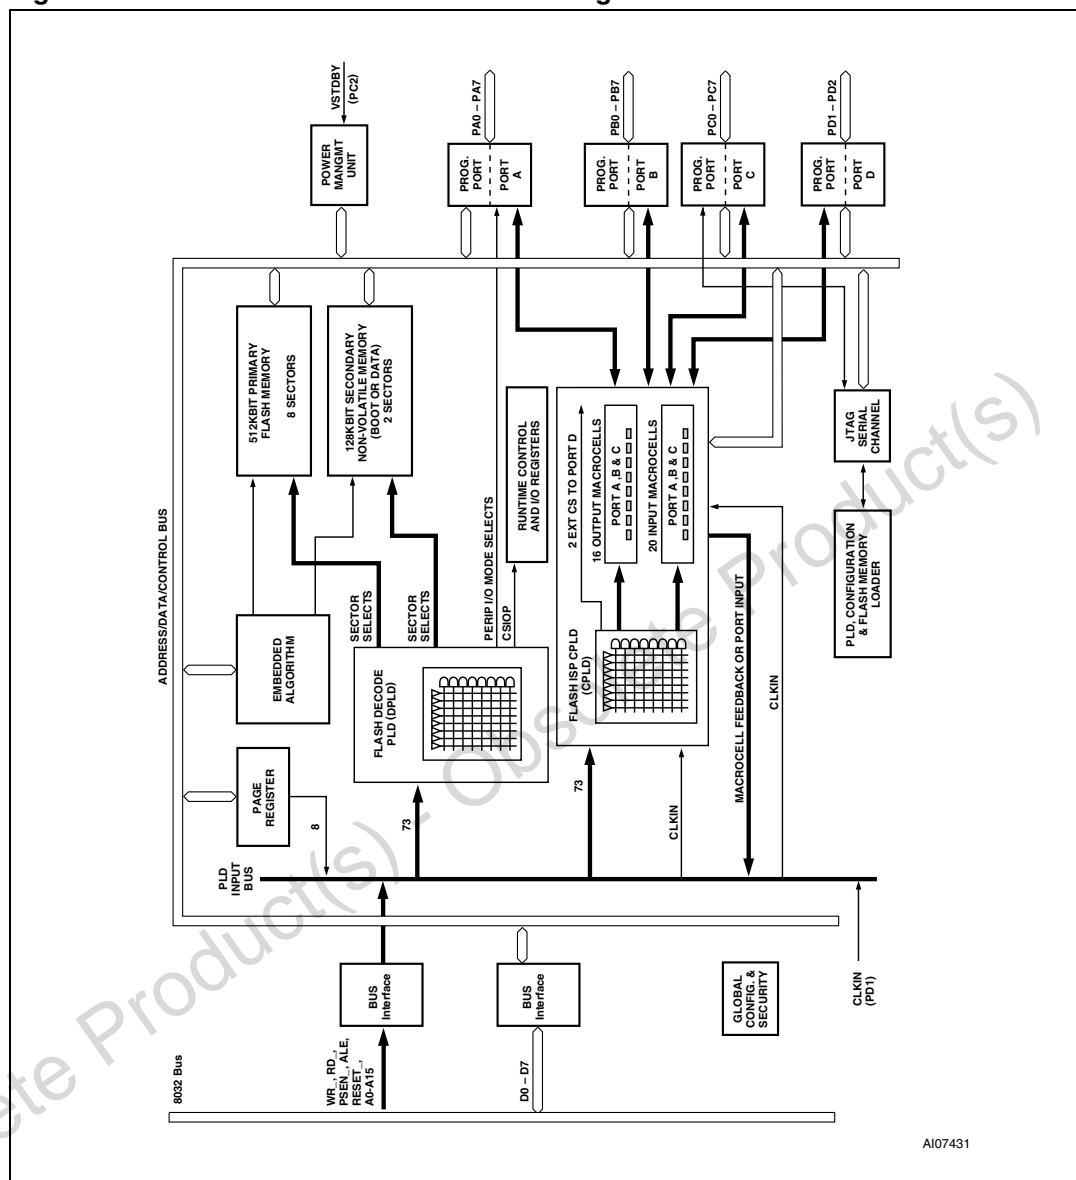 VSTDBY
(PC2)
PA0 – PA7
PB0 – PB7
PC0 – PC7
PD1 – PD2
POWER
MANGMT
UNIT
PROG.
PORT
PORT
A
PROG.
PORT
PORT
B
PROG.
PORT
PORT
C
PROG.
PORT
PORT
D
ADDRESS/DATA/CONTROL BUS
512KBIT PRIMARY
FLASH MEMORY
8 SECTORS
128KBIT SECONDARY
NON-VOLATILE MEMORY
(BOOT OR DATA)
2 SECTORS
RUNTIME CONTROL
AND I/O REGISTERS
2 EXT CS TO PORT D
16 OUTPUT MACROCELLS
PORT A ,B & C
20 INPUT MACROCELLS
PORT A ,B & C
JTAG
SERIAL
CHANNEL
PLD, CONFIGURATION
& FLASH MEMORY
LOADER
EMBEDDED
ALGORITHM
SECTOR
SELECTS
SECTOR
SELECTS
PERIP I/O MODE SELECTS
CSIOP
FLASH DECODE
PLD (DPLD)
FLASH ISP CPLD
(CPLD)
MACROCELL FEEDBACK OR PORT INPUT
CLKIN
PAGE
REGISTER
8
73
73
CLKIN
PLD
INPUT
BUS
BUS
Interface
BUS
Interface
GLOBAL
CONFIG. &
SECURITY
CLKIN
(PD1)
8032 Bus
WR_, RD_,
PSEN_, ALE,
RESET_,
A0-A15
D0 – D7
AI07431
ete Product(s) - Obsolete Product(s)